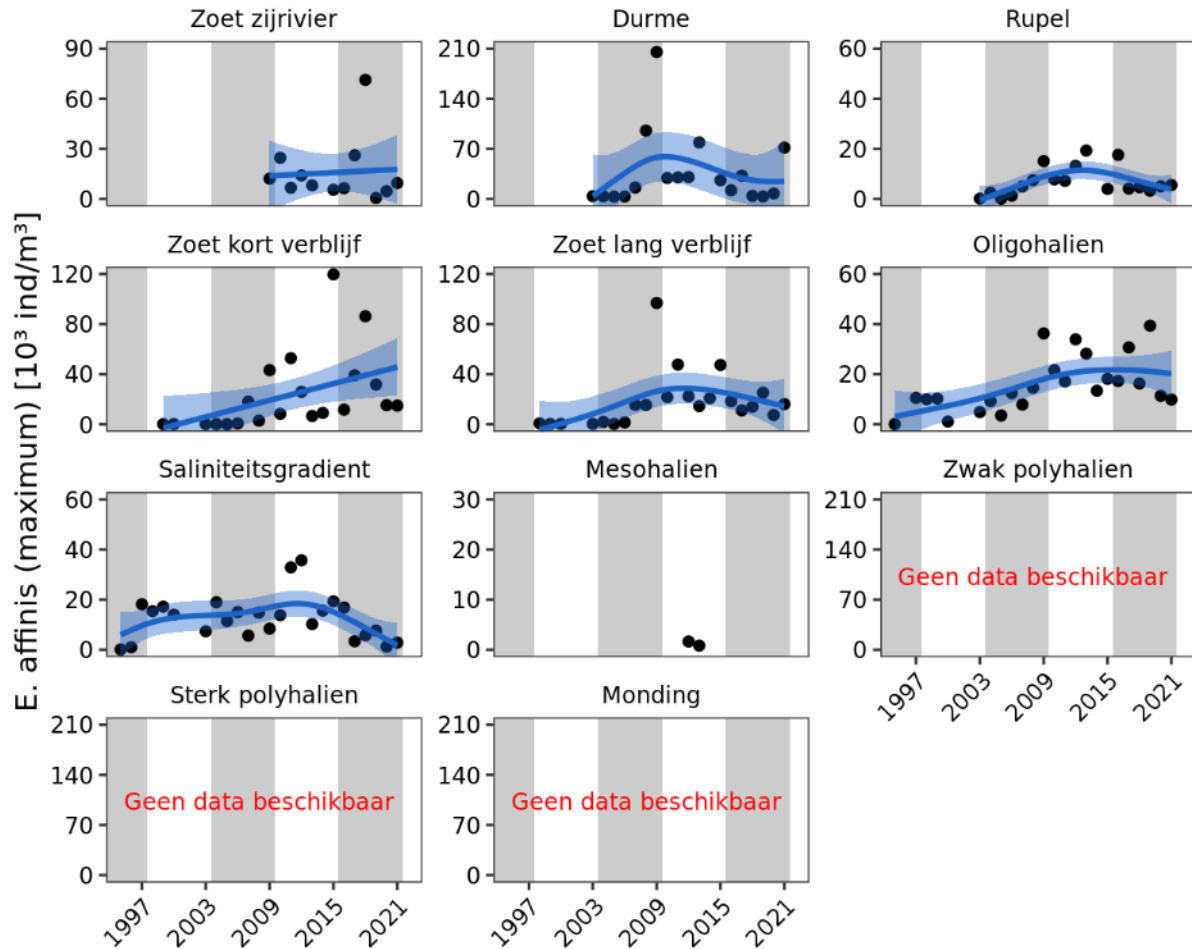 E. affinis (maximum) [10³ ind/m³]
Zoet zijrivier
90
60
30
0
Durme
210
140
70
0
Rupel
60
40
20
0
Zoet kort verblijf
120
80
40
0
Zoet lang verblijf
120
80
40
0
Oligohalien
60
40
20
0
Saliniteitsgradient
60
40
20
0
Mesohalien
30
20
10
0
Zwak polyhalien
210
140
70
0
Geen data beschikbaar
1997 2003 2009 2015 2021
Sterk polyhalien
210
140
70
0
Geen data beschikbaar
1997 2003 2009 2015 2021
Monding
210
140
70
0
Geen data beschikbaar
1997 2003 2009 2015 2021